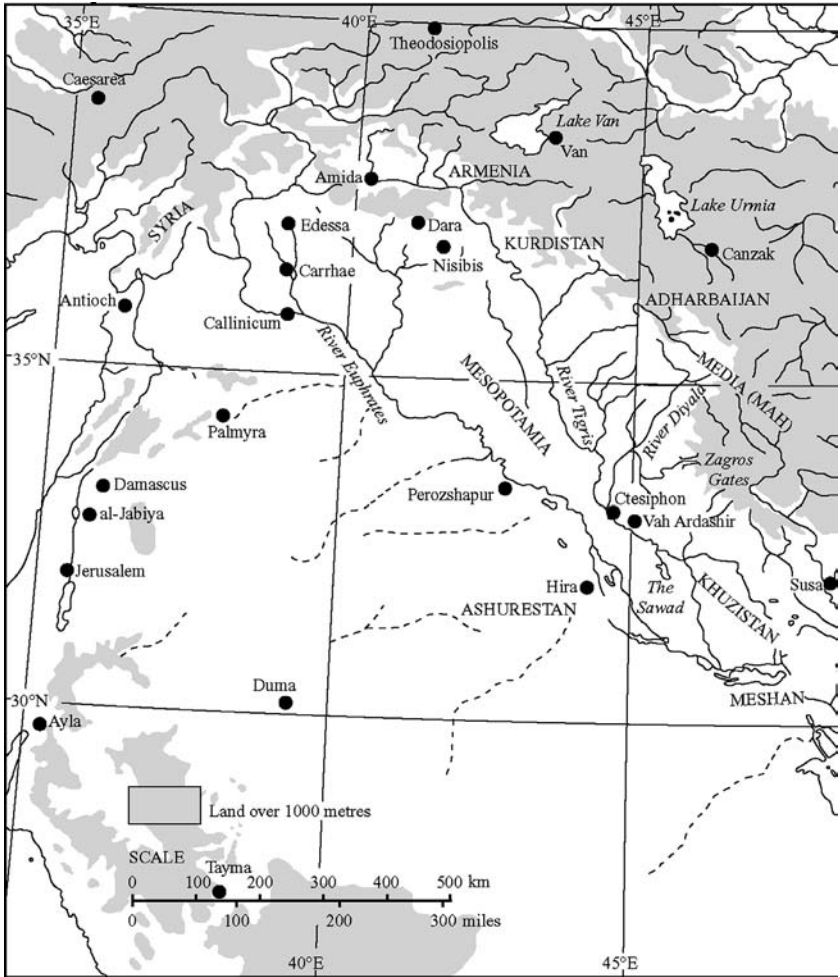 35°E
40°E
45°E
Theodosiopolis
Caesarea
Lake Van
Van
Amida
ARMENIA
SYRIA
Edessa
Dara
Lake Urmia
KURDISTAN
Nisibis
Canzak
Carrhae
Antioch
ADHARBAIJAN
Callinicum
River Euphrates
35°N
MESOPOTAMIA
River Tigris
MEDIA (MAH)
River Diyala
Palmyra
Zagros
Gates
Damascus
Perozshapur
Ctesiphon
al-Jabiya
Vah Ardashir
Jerusalem
Hira
The
Sawad
KHUZISTAN
Susa
ASHURESTAN
Duma
30°N
MESHAN
Ayla
Land over 1000 metres
SCALE
Tayma
0 100 200 300 400 500 km
0 100 200 300 miles
40°E
45°E